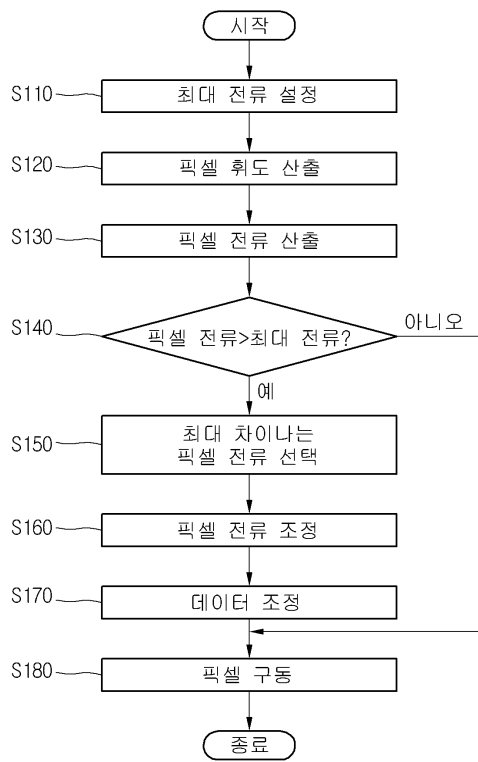 시작
S110
최대 전류 설정
S120
픽셀 휘도 산출
S130
픽셀 전류 산출
S140
픽셀 전류>최대 전류?
아니오
예
S150
최대 차이나는
픽셀 전류 선택
S160
픽셀 전류 조정
S170
데이터 조정
S180
픽셀 구동
종료